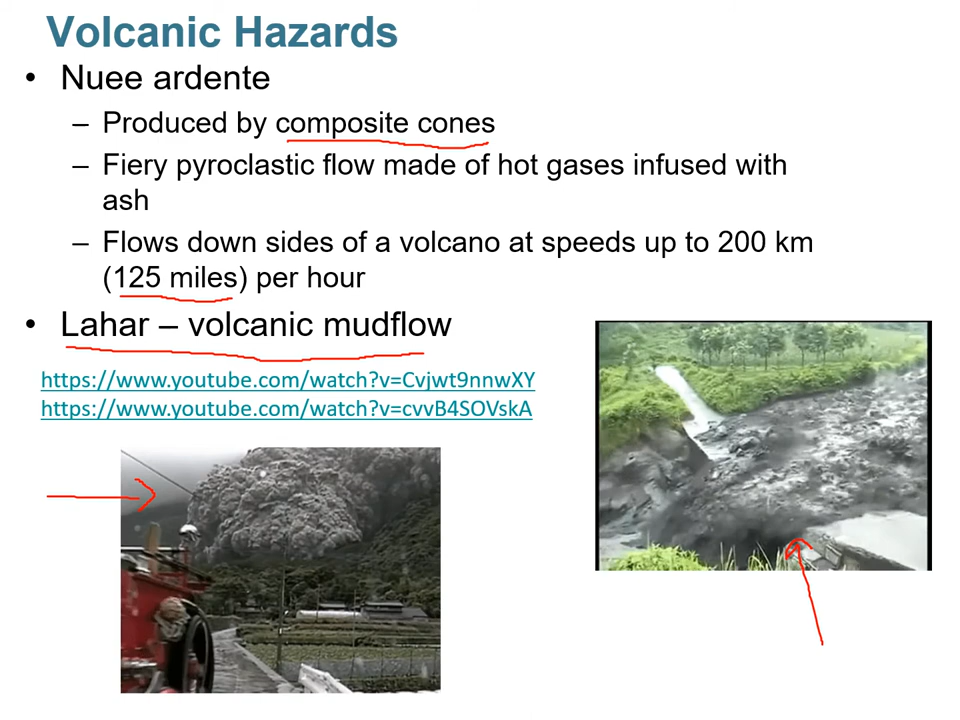 Volcanic Hazards
• Nuee ardente
– Produced by composite cones
– Fiery pyroclastic flow made of hot gases infused with
ash
– Flows down sides of a volcano at speeds up to 200 km
(125 miles) per hour
• Lahar – volcanic mudflow
https://www.youtube.com/watch?v=Cvjwt9nnwXY
https://www.youtube.com/watch?v=cvvB4SOVskA